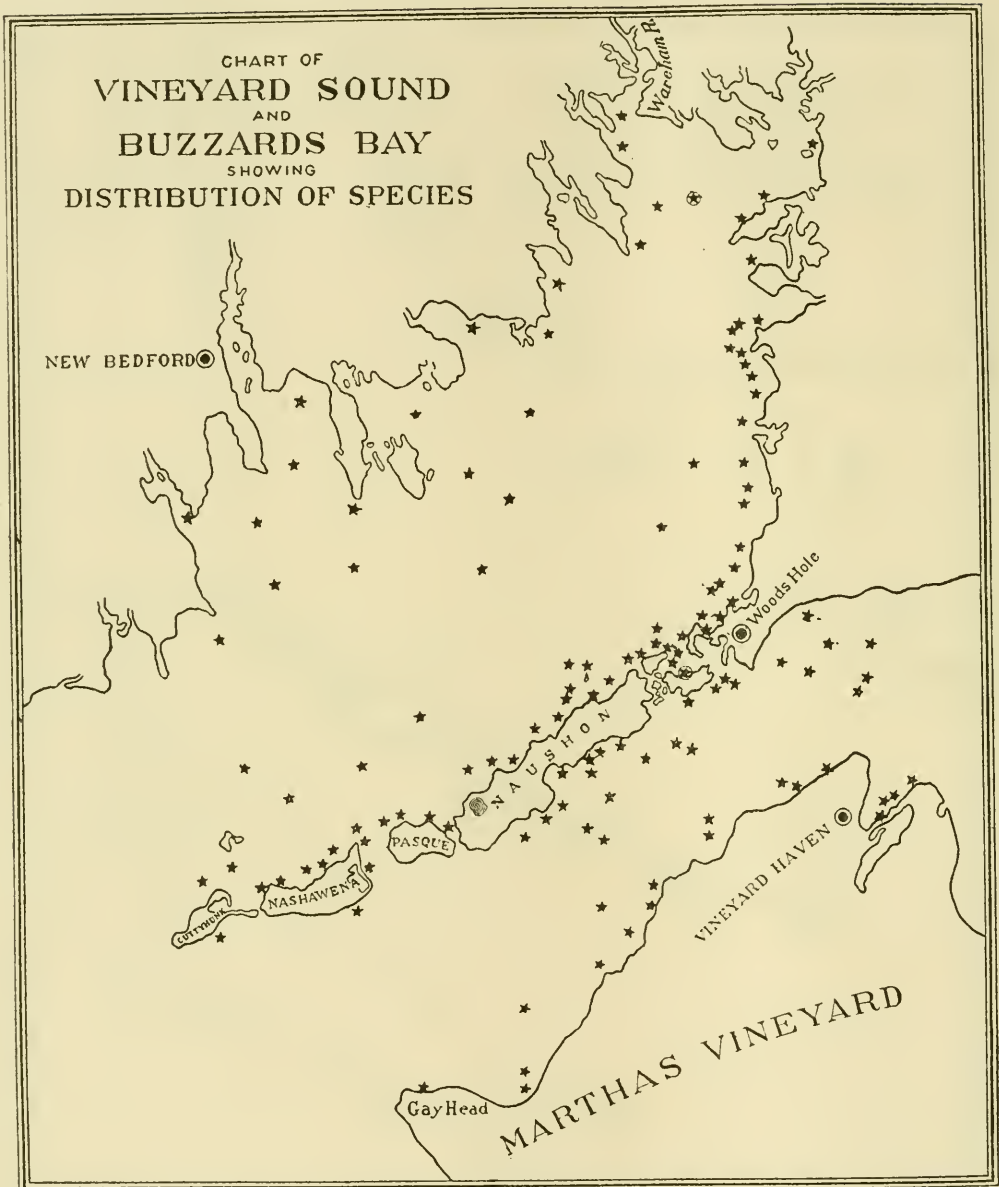 CHART OF
VINEYARD SOUND
AND
BUZZARDS BAY
SHOWING
DISTRIBUTION OF SPECIES
Wareham R.
NEW BEDFORD
Woods Hole
NAUSHON
PASQUE
NASHAWENA
CUTTYHUNK
VINEYARD HAVEN
MARTHAS VINEYARD
Gay Head